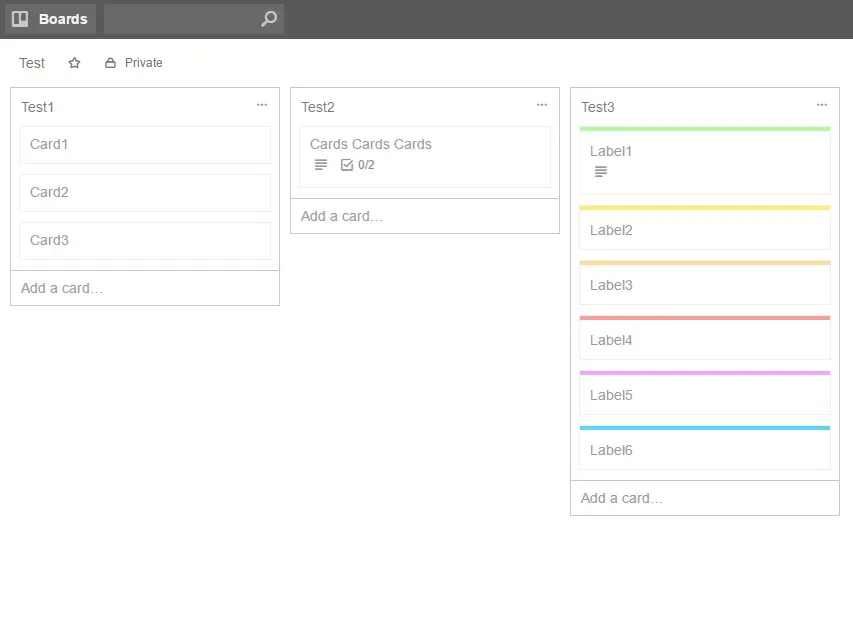 Boards
Test
Private
Test1
Card1
Card2
Card3
Add a card…
Test2
Cards Cards Cards
0/2
Add a card…
Test3
Label1
Label2
Label3
Label4
Label5
Label6
Add a card…